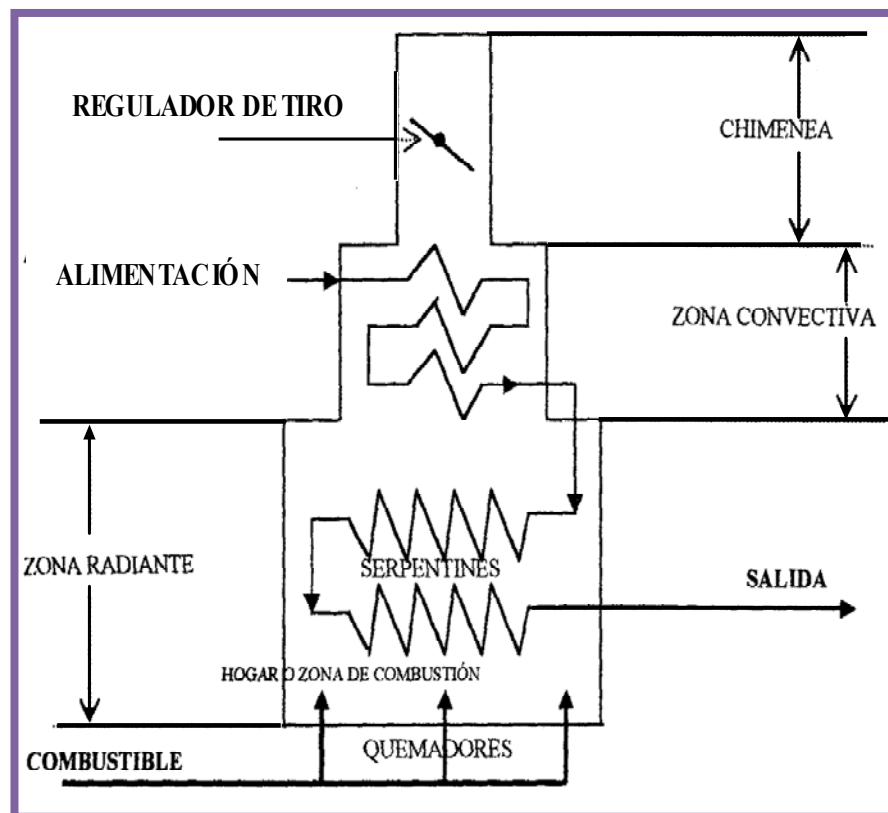 REGULADOR DE TIRO
CHIMENEA
ALIMENTACIÓN
ZONA CONVECTIVA
ZONA RADIANTE
SERPENTINES
SALIDA
HOGAR O ZONA DE COMBUSTIÓN
QUEMADORES
COMBUSTIBLE